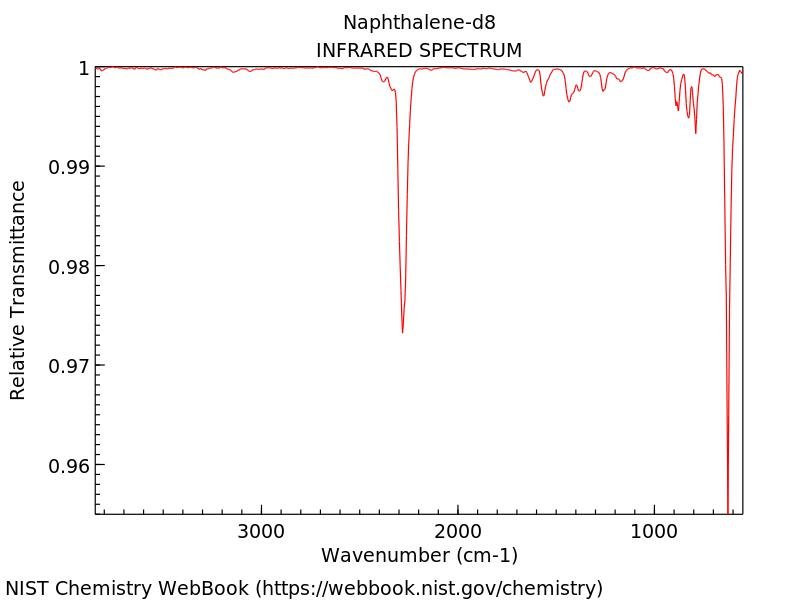 Naphthalene-d8
INFRARED SPECTRUM
1
0.99
0.98
0.97
0.96
Relative Transmittance
3000
2000
1000
Wavenumber (cm-1)
NIST Chemistry WebBook (https://webbook.nist.gov/chemistry)